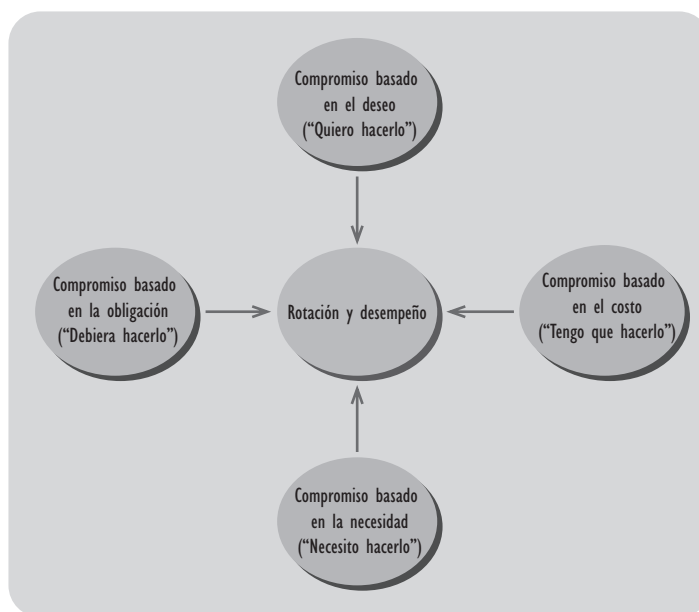 Compromiso basado
en el deseo
(“Quiero hacerlo”)
Compromiso basado
en la obligación
(“Debiera hacerlo”)
Rotación y desempeño
Compromiso basado
en el costo
(“Tengo que hacerlo”)
Compromiso basado
en la necesidad
(“Necesito hacerlo”)